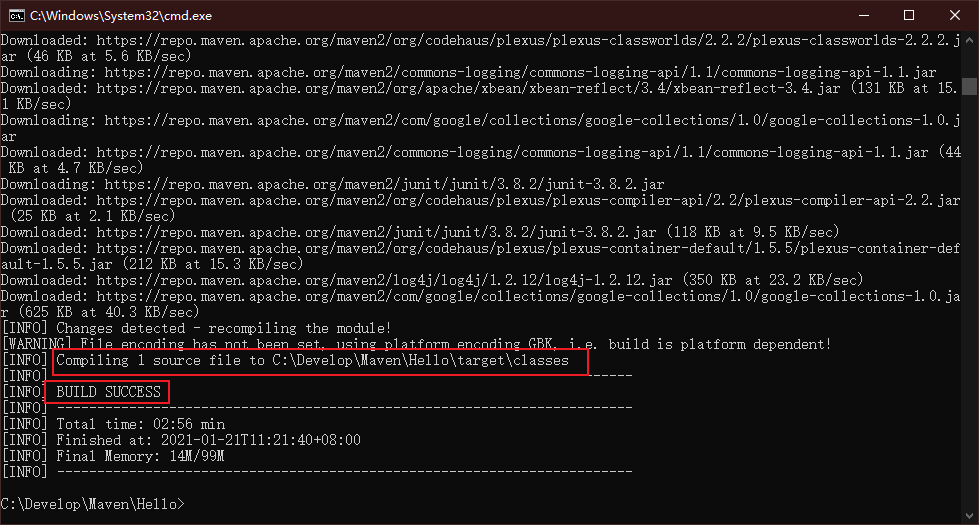 C:\Windows\System32\cmd.exe
Downloaded: https://repo.maven.apache.org/maven2/org/codehaus/plexus/plexus-classworlds/2.2.2/plexus-classworlds-2.2.2.j
ar (46 KB at 5.6 KB/sec)
Downloading: https://repo.maven.apache.org/maven2/commons-logging/commons-logging-api/1.1/commons-logging-api-1.1.jar
Downloaded: https://repo.maven.apache.org/maven2/org/apache/xbean/xbean-reflect/3.4/xbean-reflect-3.4.jar (131 KB at 15.
1 KB/sec)
Downloading: https://repo.maven.apache.org/maven2/com/google/collections/google-collections/1.0/google-collections-1.0.j
ar
Downloaded: https://repo.maven.apache.org/maven2/commons-logging/commons-logging-api/1.1/commons-logging-api-1.1.jar (44
 KB at 4.7 KB/sec)
Downloading: https://repo.maven.apache.org/maven2/junit/junit/3.8.2/junit-3.8.2.jar
Downloaded: https://repo.maven.apache.org/maven2/org/codehaus/plexus/plexus-compiler-api/2.2/plexus-compiler-api-2.2.jar
 (25 KB at 2.1 KB/sec)
Downloaded: https://repo.maven.apache.org/maven2/junit/junit/3.8.2/junit-3.8.2.jar (118 KB at 9.5 KB/sec)
Downloaded: https://repo.maven.apache.org/maven2/org/codehaus/plexus/plexus-container-default/1.5.5/plexus-container-def
ault-1.5.5.jar (212 KB at 15.3 KB/sec)
Downloaded: https://repo.maven.apache.org/maven2/log4j/log4j/1.2.12/log4j-1.2.12.jar (350 KB at 23.2 KB/sec)
Downloaded: https://repo.maven.apache.org/maven2/com/google/collections/google-collections/1.0/google-collections-1.0.ja
r (625 KB at 40.3 KB/sec)
[INFO] Changes detected - recompiling the module!
[WARNING] File encoding has not been set, using platform encoding GBK, i.e. build is platform dependent!
[INFO] Compiling 1 source file to C:\Develop\Maven\Hello\target\classes
[INFO] ------------------------------------------------------------------------
[INFO] BUILD SUCCESS
[INFO] ------------------------------------------------------------------------
[INFO] Total time: 02:56 min
[INFO] Finished at: 2021-01-21T11:21:40+08:00
[INFO] Final Memory: 14M/99M
[INFO] ------------------------------------------------------------------------
C:\Develop\Maven\Hello>